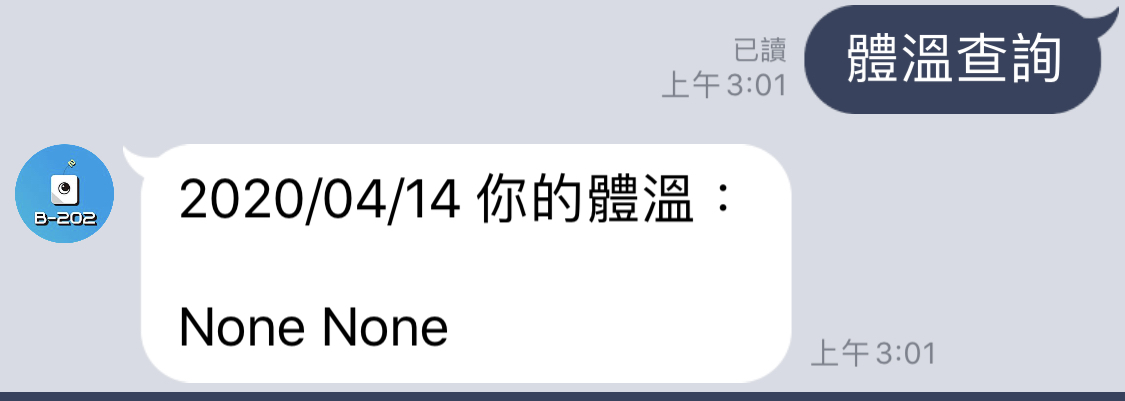 體溫查詢
已讀
上午 3:01
B-202
2020/04/14 你的體溫：
None None
上午 3:01